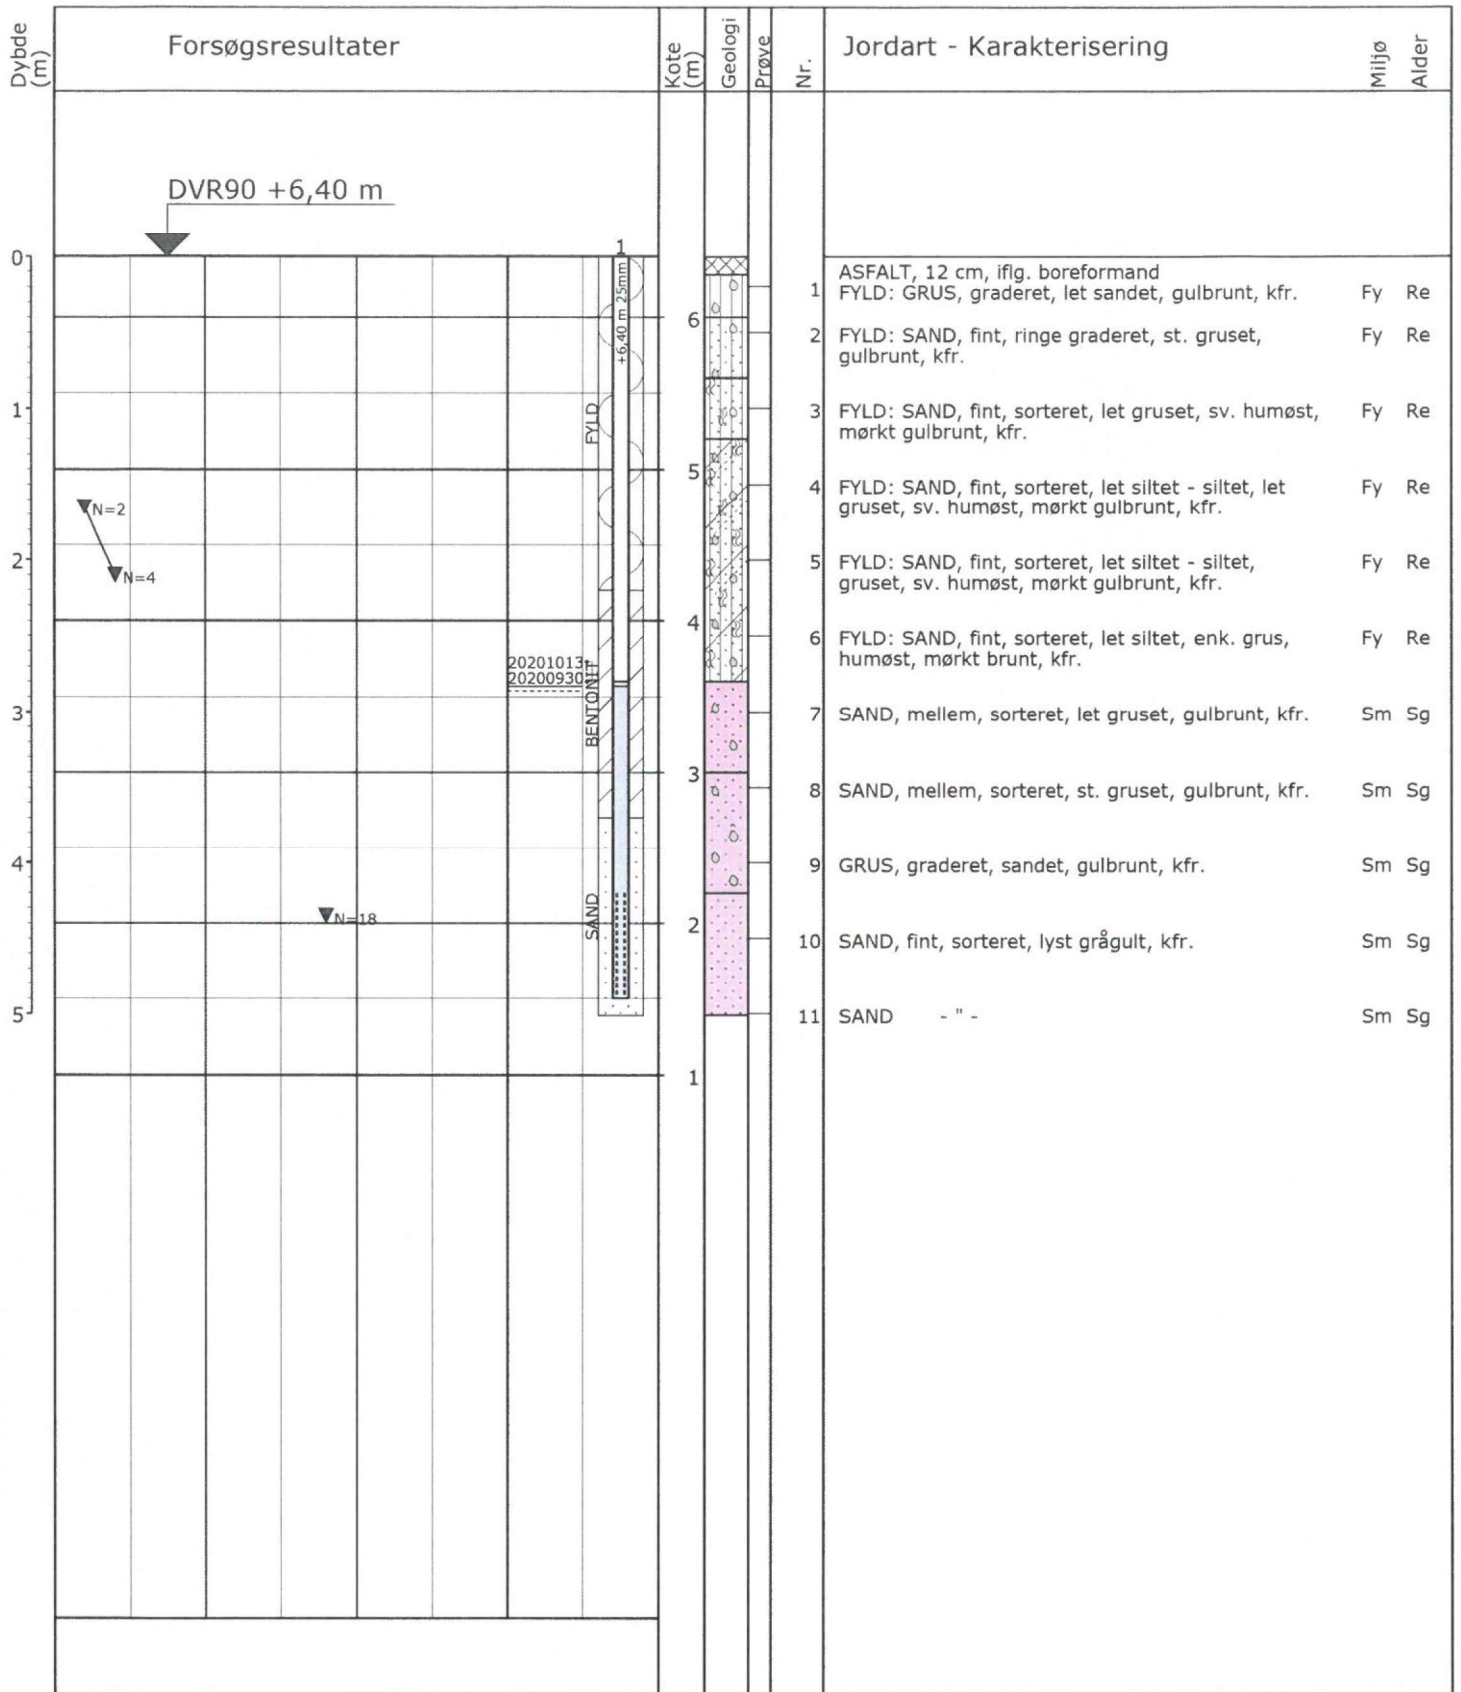 Dybde
(m)
Forsøgsresultater
Kote
(m)
Geologi
Prøve
Nr.
Jordart - Karakterisering
Miljø
Alder
DVR90 +6,40 m
0
1
2
3
4
5
1
+6,40 m 25mm
FYLD
BENTONIT
SAND
N=2
N=4
20201013
20200930
N=18
6
5
4
3
2
1
ASFALT, 12 cm, iflg. boreformand
1 FYLD: GRUS, graderet, let sandet, gulbrunt, kfr. Fy Re
2 FYLD: SAND, fint, ringe graderet, st. gruset, Fy Re
gulbrunt, kfr.
3 FYLD: SAND, fint, sorteret, let gruset, sv. humøst, Fy Re
mørkt gulbrunt, kfr.
4 FYLD: SAND, fint, sorteret, let siltet - siltet, let Fy Re
gruset, sv. humøst, mørkt gulbrunt, kfr.
5 FYLD: SAND, fint, sorteret, let siltet - siltet, Fy Re
gruset, sv. humøst, mørkt gulbrunt, kfr.
6 FYLD: SAND, fint, sorteret, let siltet, enk. grus, Fy Re
humøst, mørkt brunt, kfr.
7 SAND, mellem, sorteret, let gruset, gulbrunt, kfr. Sm Sg
8 SAND, mellem, sorteret, st. gruset, gulbrunt, kfr. Sm Sg
9 GRUS, graderet, sandet, gulbrunt, kfr. Sm Sg
10 SAND, fint, sorteret, lyst grågult, kfr. Sm Sg
11 SAND - " - Sm Sg